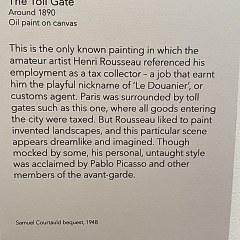 The Toll Gate
Around 1890
Oil paint on canvas
This is the only known painting in which the
amateur artist Henri Rousseau referenced his
employment as a tax collector - a job that earnt
him the playful nickname of 'Le Douanier', or
customs agent. Paris was surrounded by toll
gates such as this one, where all goods entering
the city were taxed. But Rousseau liked to paint
invented landscapes, and this particular scene
appears dreamlike and imagined. Though
mocked by some, his personal, untaught style
was acclaimed by Pablo Picasso and other
members of the avant-garde.
Samuel Courtauld bequest, 1948